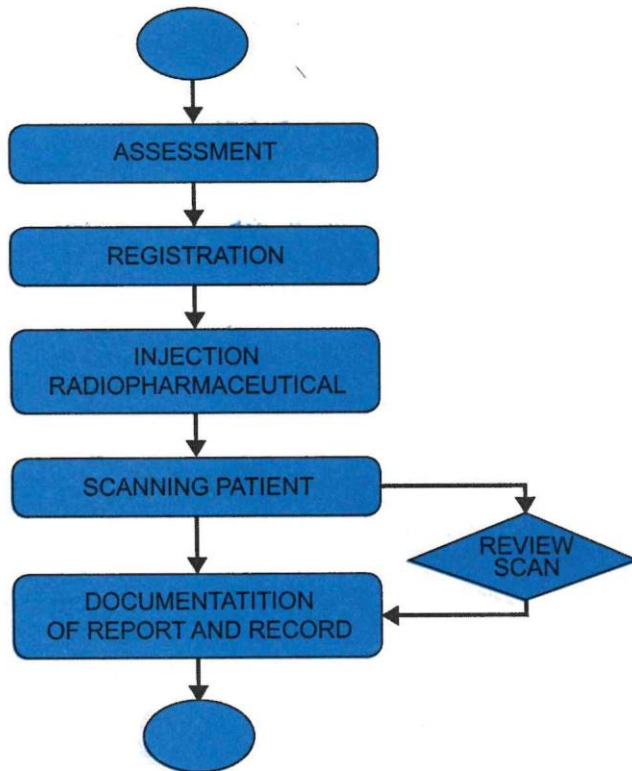 ASSESSMENT
REGISTRATION
INJECTION
RADIOPHARMACEUTICAL
SCANNING PATIENT
REVIEW
SCAN
DOCUMENTATITION
OF REPORT AND RECORD